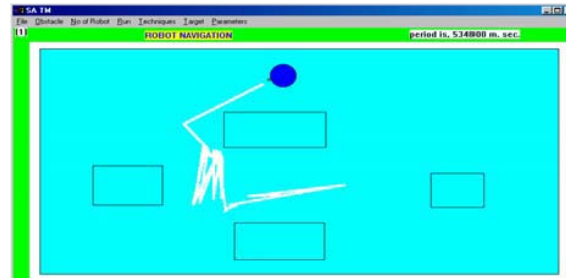 SA TM
File Obstacle No of Robot Run Techniques Target Parameters
[1] ROBOT NAVIGATION period is, 534800 m. sec.